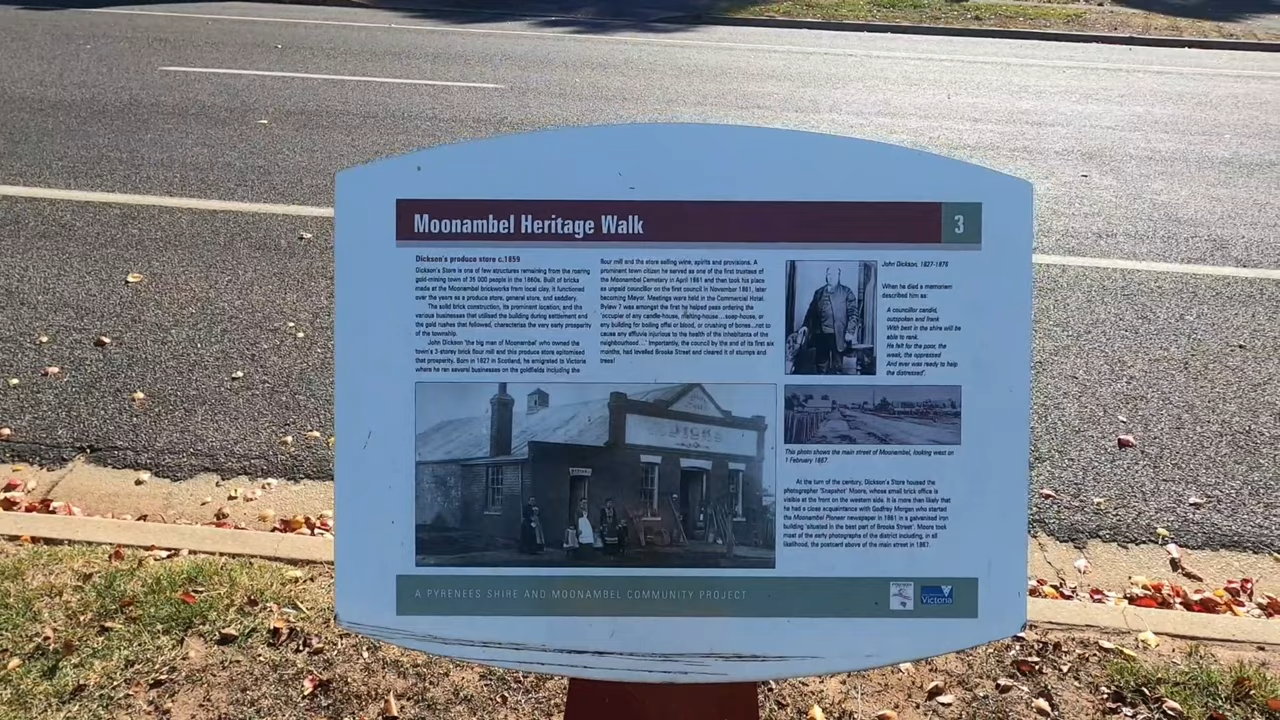 Moonambel Heritage Walk
3
Dickson's produce store c.1859
Dickson's Store is one of few structures remaining from the roaring
gold-mining town of 35 000 people in the 1860s. Built of bricks
made at the Moonambel brickworks from local clay, it functioned
over the years as a produce store, general store, and saddlery.
The solid brick construction, its prominent location, and the
various businesses that utilised the building during settlement and
the gold rushes that followed, characterise the very early prosperity
of the township.
John Dickson 'the big man of Moonambel' who owned the
town's 3-storey brick flour mill and this produce store epitomised
that prosperity. Born in 1827 in Scotland, he emigrated to Victoria
where he ran several businesses on the goldfields including the
flour mill and the store selling wine, spirits and provisions. A
prominent town citizen he served as one of the first trustees of
the Moonambel Cemetery in April 1861 and then took his place
as unpaid councillor on the first council in November 1861, later
becoming Mayor. Meetings were held in the Commercial Hotel.
Bylaw 7 was amongst the first he helped pass ordering the
'occupier of any candle-house, melting-house....soap-house, or
any building for boiling offal or blood, or crushing of bones...not to
cause any effluvia injurious to the health of the inhabitants of the
neighbourhood....' Importantly, the council by the end of its first six
months, had levelled Brooke Street and cleared it of stumps and
trees!
John Dickson, 1827-1876
When he died a memoriam
described him as:
A councillor candid,
outspoken and frank
With best in the shire will be
able to rank.
He felt for the poor, the
weak, the oppressed
And ever was ready to help
the distressed'.
This photo shows the main street of Moonambel, looking west on
1 February 1867.
At the turn of the century, Dickson's Store housed the
photographer 'Snapshot' Moore, whose small brick office is
visible at the front on the western side. It is more then likely that
he had a close acquaintance with Godfrey Morgan who started
the Moonambel Pioneer newspaper in 1861 in a galvanised iron
building 'situated in the best part of Brooke Street'. Moore took
most of the early photographs of the district including, in all
likelihood, the postcard above of the main street in 1867.
A PYRENEES SHIRE AND MOONAMBEL COMMUNITY PROJECT
Victoria